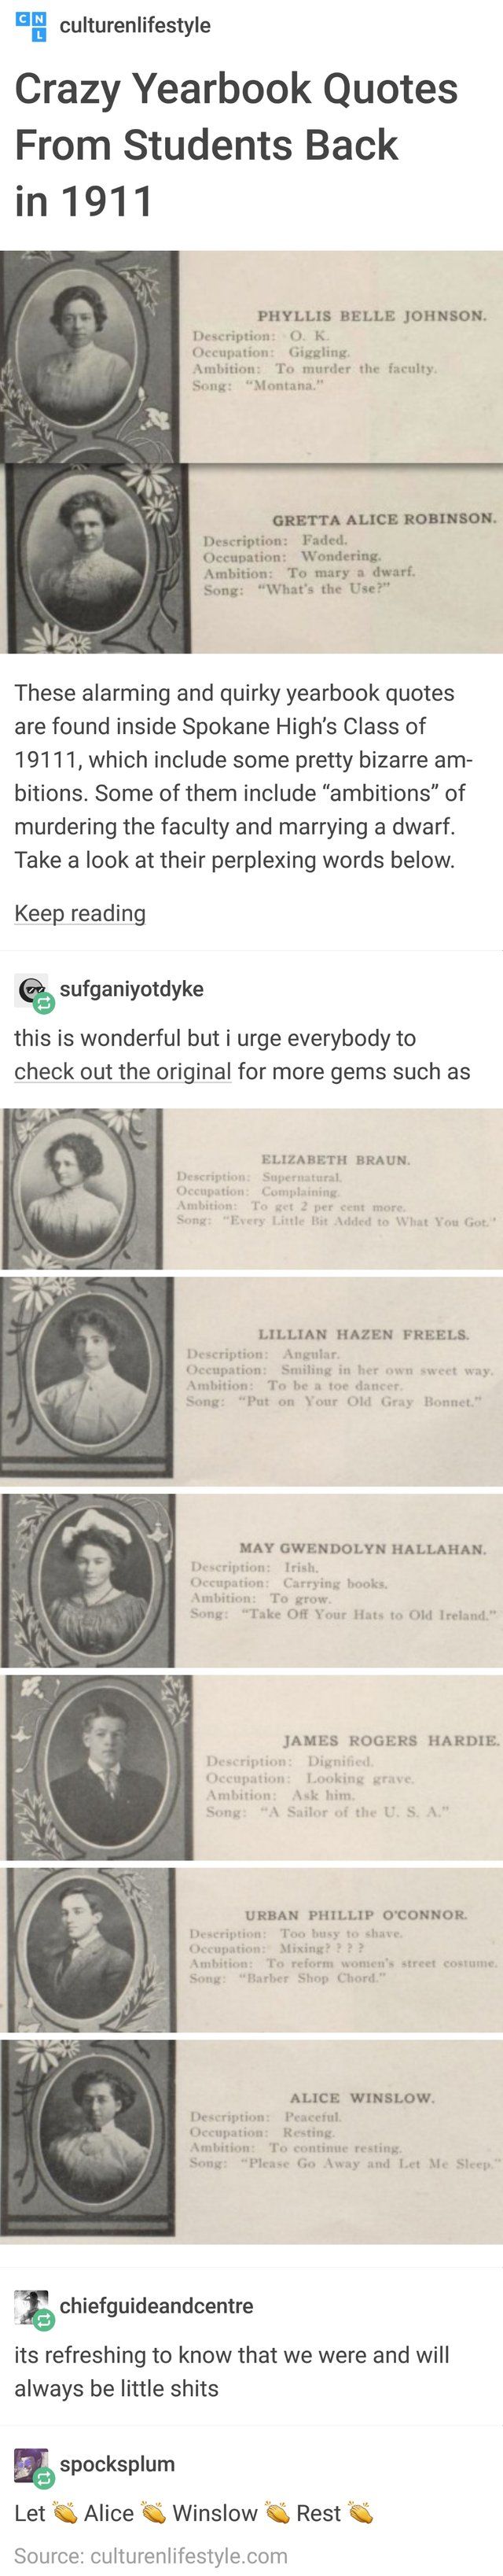 CNL culturenlifestyle
Crazy Yearbook Quotes
From Students Back
in 1911
PHYLLIS BELLE JOHNSON.
Description: O. K.
Occupation: Giggling.
Ambition: To murder the faculty.
Song: "Montana."
GRETTA ALICE ROBINSON.
Description: Faded.
Occupation: Wondering.
Ambition: To mary a dwarf.
Song: "What's the Use?"
These alarming and quirky yearbook quotes
are found inside Spokane High's Class of
19111, which include some pretty bizarre am-
bitions. Some of them include “ambitions” of
murdering the faculty and marrying a dwarf.
Take a look at their perplexing words below.
Keep reading
sufganiyotdyke
this is wonderful but i urge everybody to
check out the original for more gems such as
ELIZABETH BRAUN.
Description: Supernatural.
Occupation: Complaining.
Ambition: To get 2 per cent more.
Song: "Every Little Bit Added to What You Got."
LILLIAN HAZEN FREELS.
Description: Angular.
Occupation: Smiling in her own sweet way.
Ambition: To be a toe dancer.
Song: "Put on Your Old Gray Bonnet."
MAY GWENDOLYN HALLAHAN.
Description: Irish.
Occupation: Carrying books.
Ambition: To grow.
Song: "Take Off Your Hats to Old Ireland."
JAMES ROGERS HARDIE.
Description: Dignified.
Occupation: Looking grave.
Ambition: Ask him.
Song: "A Sailor of the U. S. A."
URBAN PHILLIP O'CONNOR.
Description: Too busy to shave.
Occupation: Mixing? ? ? ?
Ambition: To reform women's street costume.
Song: "Barber Shop Chord."
ALICE WINSLOW.
Description: Peaceful.
Occupation: Resting.
Ambition: To continue resting.
Song: "Please Go Away and Let Me Sleep."
chiefguideandcentre
its refreshing to know that we were and will
always be little shits
spocksplum
Let 👏 Alice 👏 Winslow 👏 Rest 👏
Source: culturenlifestyle.com